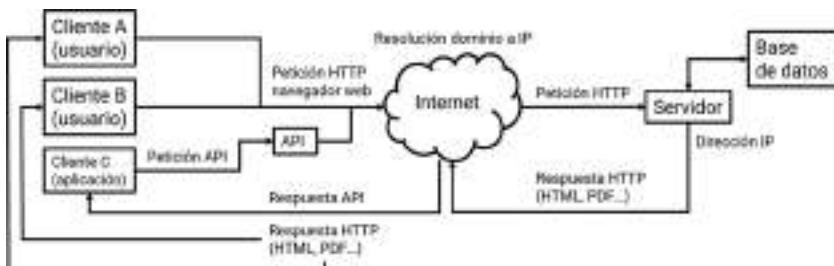 Cliente A
(usuario)
Resolución dominio a IP
Base
de datos
Petición HTTP
navegador web
Cliente B
(usuario)
Internet
Petición HTTP
Servidor
API
Petición API
Cliente C
(aplicación)
Dirección IP
Respuesta API
Respuesta HTTP
(HTML, PDF...)
Respuesta HTTP
(HTML, PDF...)